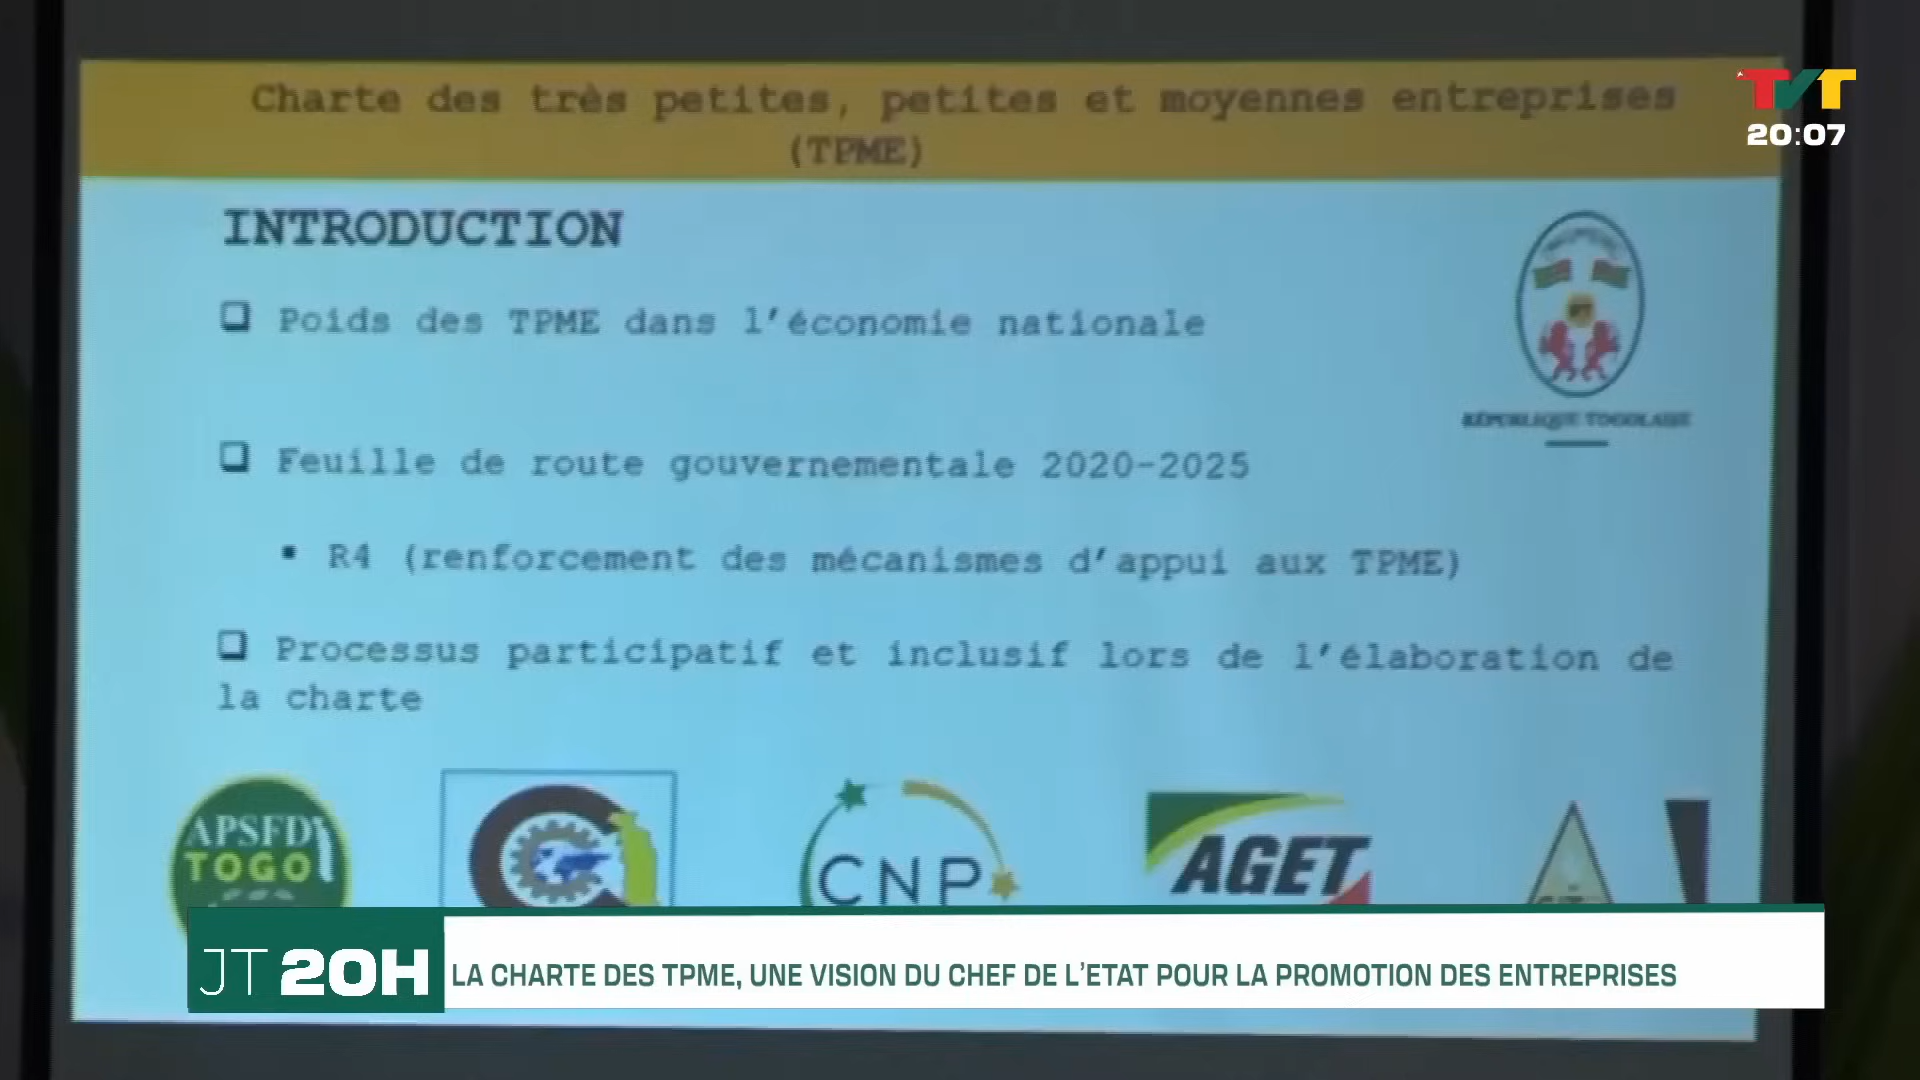 Charte des très petites, petites et moyennes entreprises
(TPME)
TVT
20:07
INTRODUCTION
❑ Poids des TPME dans l'économie nationale
RÉPUBLIQUE TOGOLAISE
❑ Feuille de route gouvernementale 2020-2025
▪ R4 (renforcement des mécanismes d'appui aux TPME)
❑ Processus participatif et inclusif lors de l'élaboration de
la charte
APSFD
TOGO
CNP
AGET
JT 20H
LA CHARTE DES TPME, UNE VISION DU CHEF DE L'ETAT POUR LA PROMOTION DES ENTREPRISES